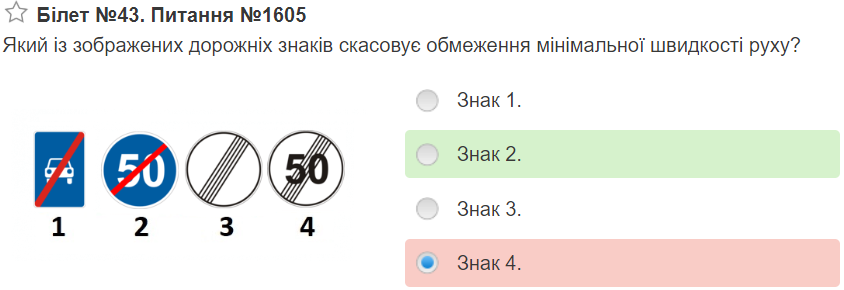 Білет №43. Питання №1605
Який із зображених дорожніх знаків скасовує обмеження мінімальної швидкості руху?
50
50
1 2 3 4
Знак 1.
Знак 2.
Знак 3.
Знак 4.